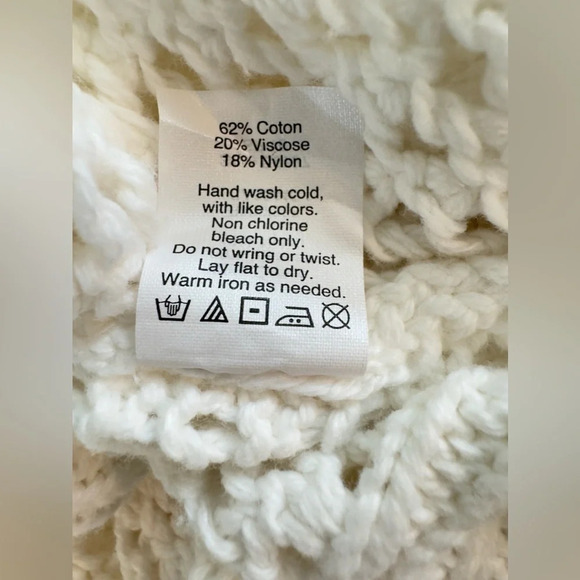 62% Coton
20% Viscose
18% Nylon
Hand wash cold,
with like colors.
Non chlorine
bleach only.
Do not wring or twist.
Lay flat to dry.
Warm iron as needed.